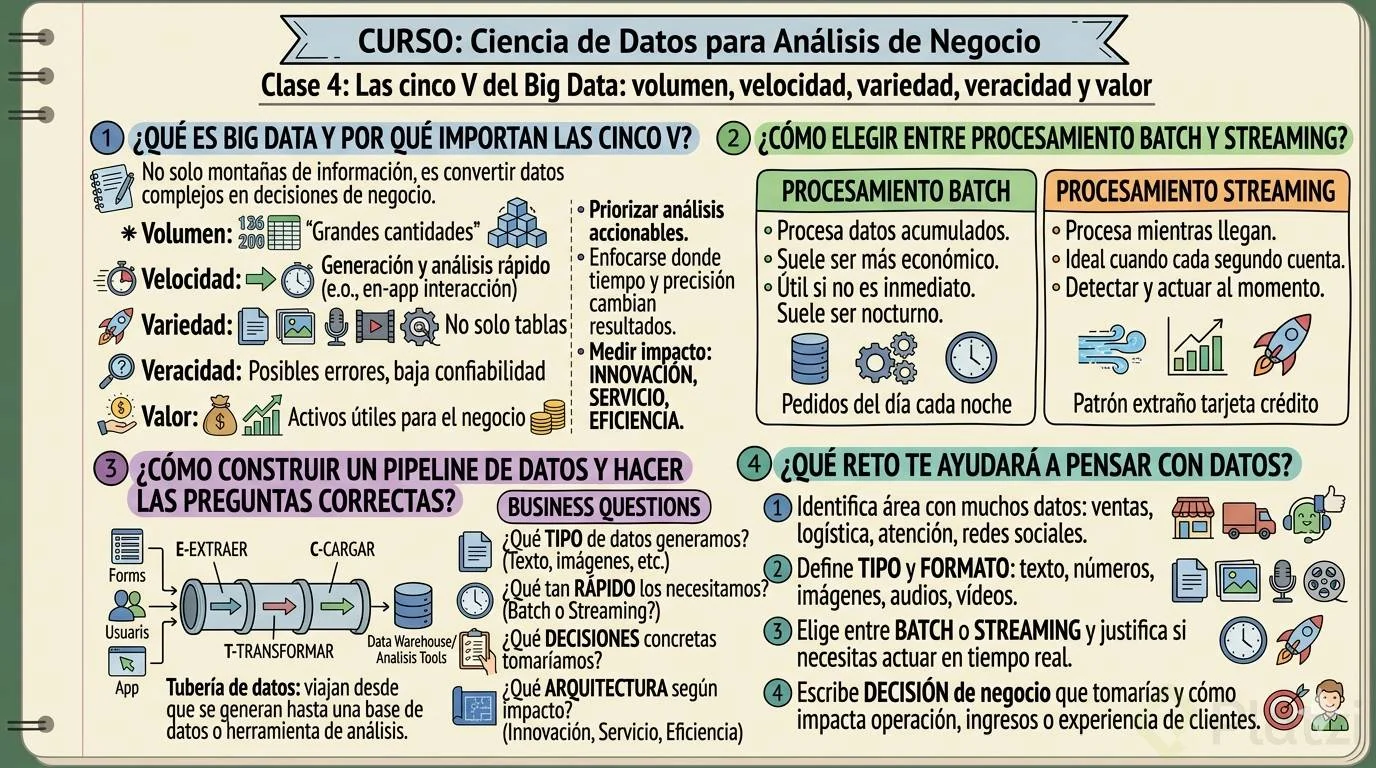 CURSO: Ciencia de Datos para Análisis de Negocio
Clase 4: Las cinco V del Big Data: volumen, velocidad, variedad, veracidad y valor
1 ¿QUÉ ES BIG DATA Y POR QUÉ IMPORTAN LAS CINCO V?
No solo montañas de información, es convertir datos
complejos en decisiones de negocio.
* Volumen: 136 200 "Grandes cantidades"
Velocidad: Generación y análisis rápido
(e.o., en-app interacción)
Variedad: No solo tablas
Veracidad: Posibles errores, baja confiabilidad
Valor: Activos útiles para el negocio
• Priorizar análisis
accionables.
• Enfocarse donde
tiempo y precisión
cambian
resultados.
• Medir impacto:
INNOVACIÓN,
SERVICIO,
EFICIENCIA.
2 ¿CÓMO ELEGIR ENTRE PROCESAMIENTO BATCH Y STREAMING?
PROCESAMIENTO BATCH
• Procesa datos acumulados.
• Suele ser más económico.
• Útil si no es inmediato.
Suele ser nocturno.
Pedidos del día cada noche
PROCESAMIENTO STREAMING
• Procesa mientras llegan.
• Ideal cuando cada segundo cuenta.
• Detectar y actuar al momento.
Patrón extraño tarjeta crédito
3 ¿CÓMO CONSTRUIR UN PIPELINE DE DATOS Y HACER
LAS PREGUNTAS CORRECTAS?
Forms
Usuaris
App
E-EXTRAER
C-CARGAR
T-TRANSFORMAR
Data Warehouse/
Analisis Tools
Tubería de datos: viajan desde
que se generan hasta una base de
datos o herramienta de análisis.
BUSINESS QUESTIONS
¿Qué TIPO de datos generamos?
(Texto, imágenes, etc.)
¿Qué tan RÁPIDO los necesitamos?
(Batch o Streaming?)
¿Qué DECISIONES concretas
tomaríamos?
¿Qué ARQUITECTURA según
impacto?
(Innovación, Servicio, Eficiencia)
4 ¿QUÉ RETO TE AYUDARÁ A PENSAR CON DATOS?
1 Identifica área con muchos datos: ventas,
logística, atención, redes sociales.
2 Define TIPO y FORMATO: texto, números,
imágenes, audios, vídeos.
3 Elige entre BATCH o STREAMING y justifica si
necesitas actuar en tiempo real.
4 Escribe DECISIÓN de negocio que tomarías y cómo
impacta operación, ingresos o experiencia de clientes.
Platzi